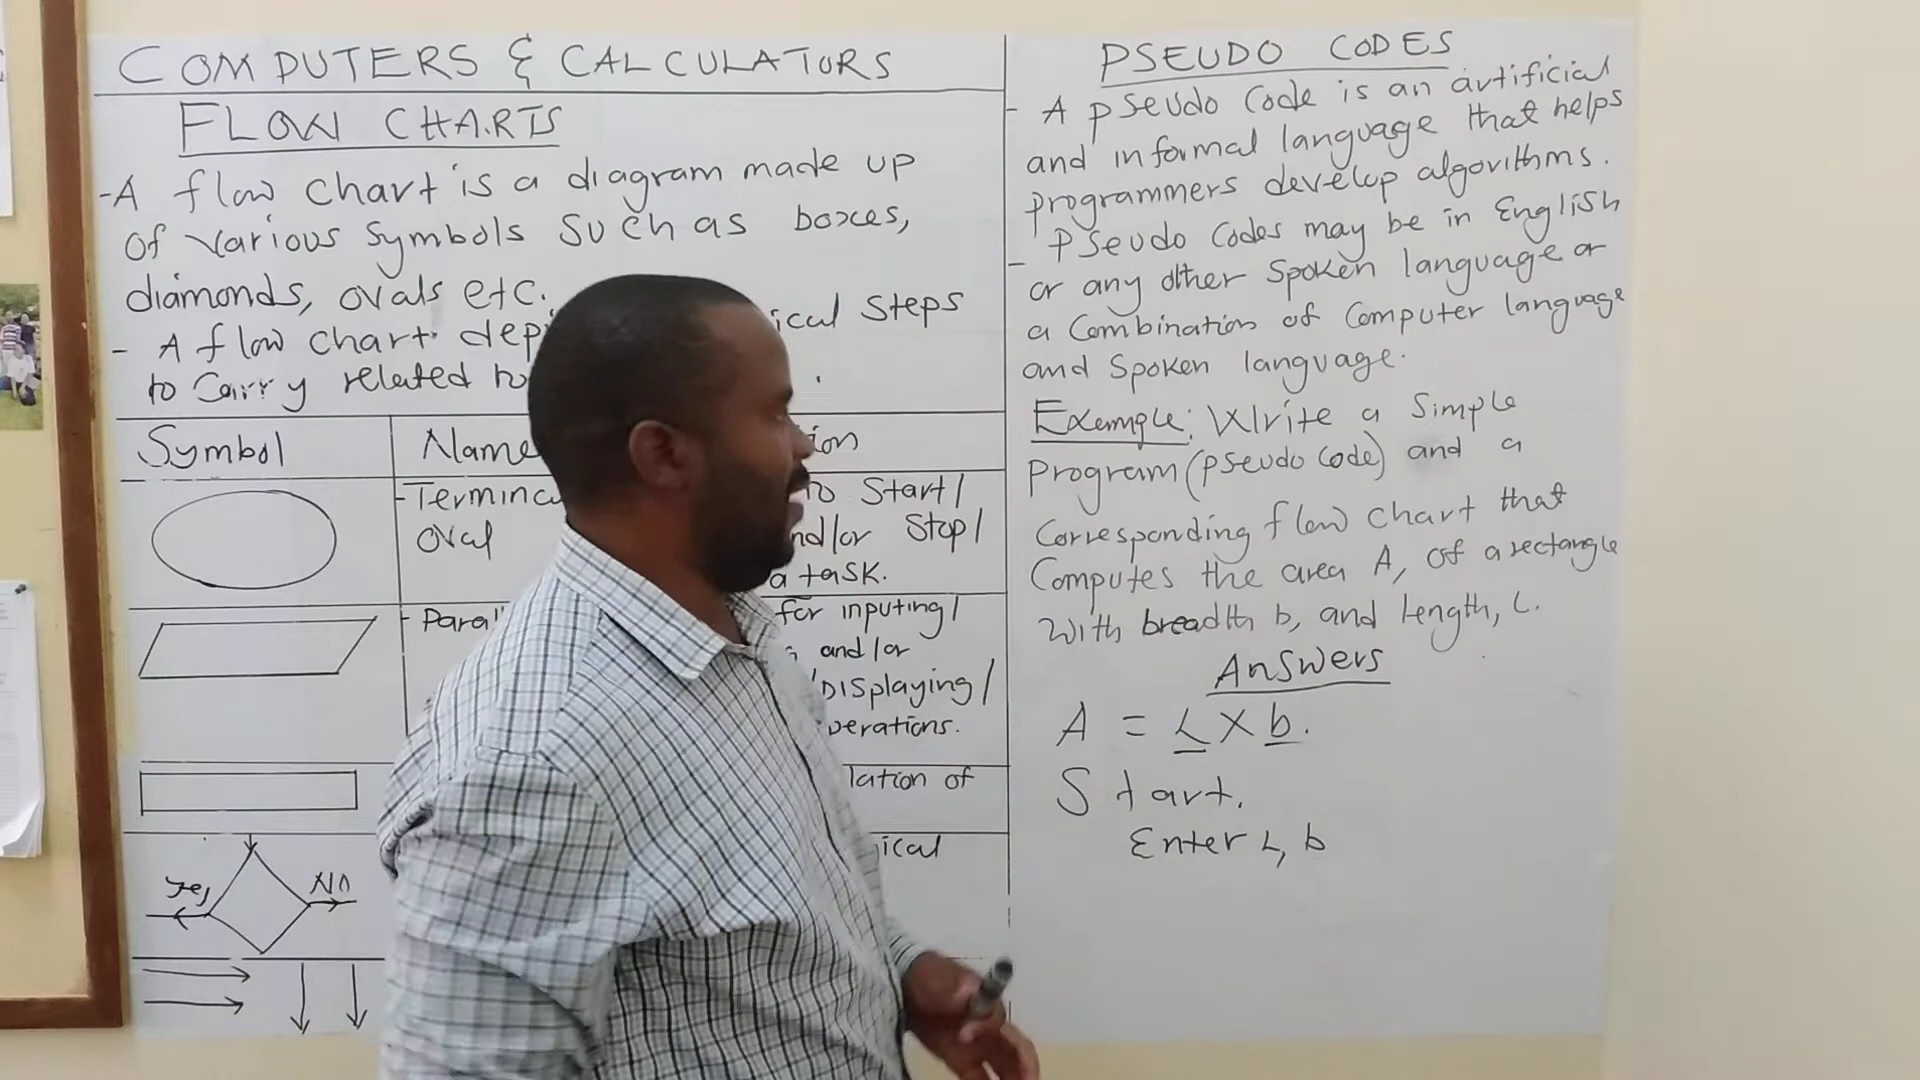 COMPUTERS & CALCULATORS
FLOW CHARTS
- A flow chart is a diagram made up
of various symbols such as boxes,
diamonds, ovals etc.
- A flow chart dep ical steps
to carry related to .
Symbol Name ion
- Termina to Start/
Oval nd/or Stop/
a task.
- Paral for inputing/
and/or
/Displaying/
perations.
lation of
ical
Yes No
PSEUDO CODES
- A pseudo code is an artificial
and informal language that helps
programmers develop algorithms.
- Pseudo codes may be in English
or any other spoken language or
a combination of computer language
and spoken language.
Example: Write a simple
program (pseudo code) and a
corresponding flow chart that
computes the area A, of a rectangle
with breadth b, and length, L.
Answers
A = L X b.
Start.
Enter L, b